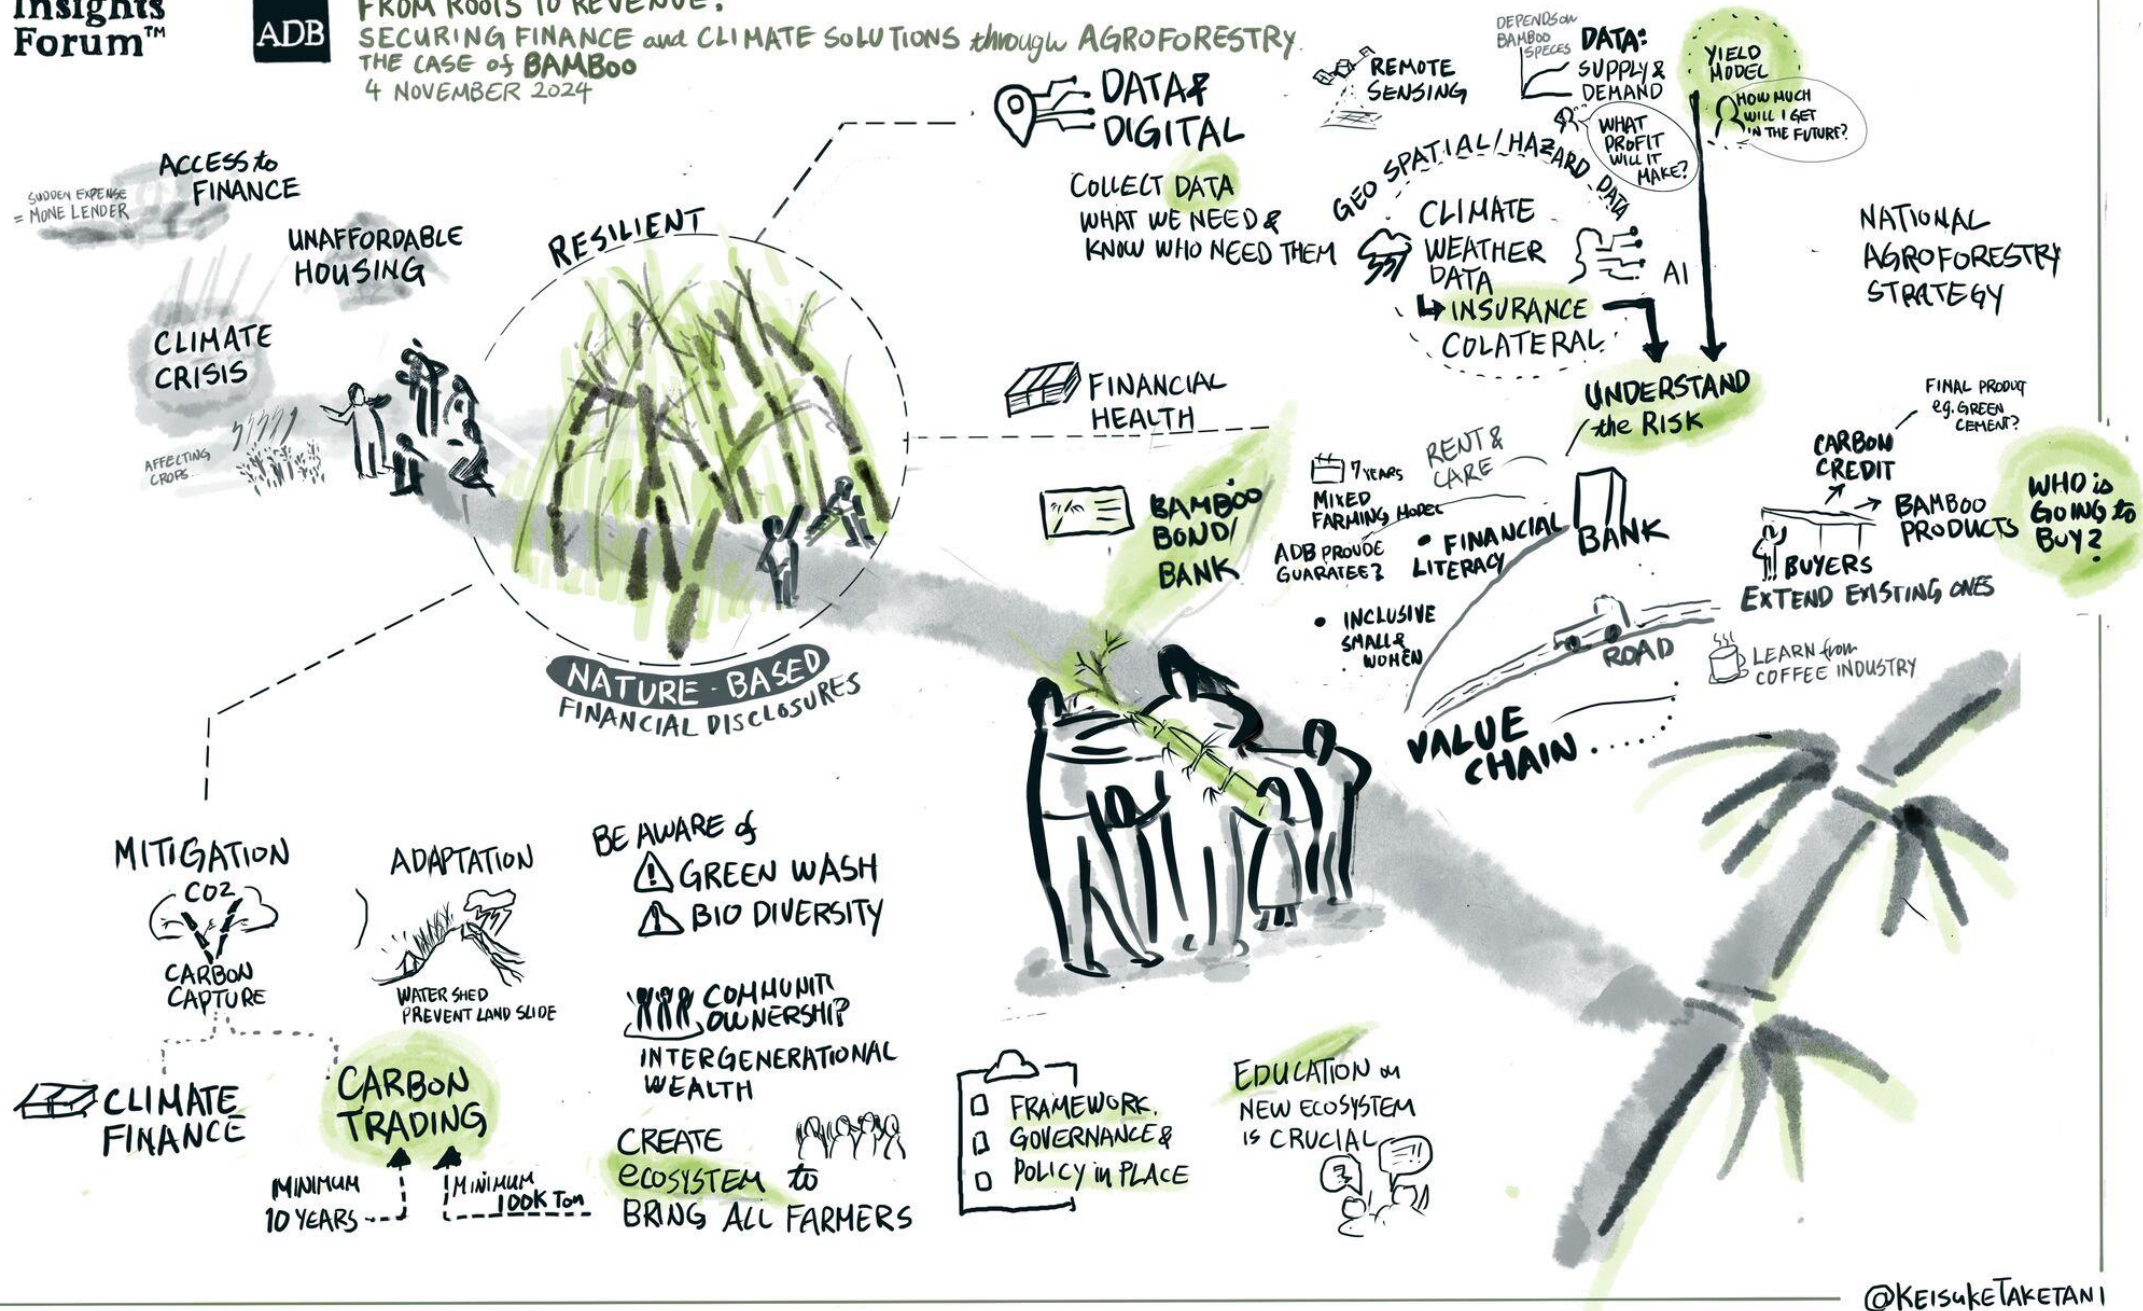 Insights
Forum™
ADB
FROM ROOTS TO REVENUE:
SECURING FINANCE and CLIMATE SOLUTIONS through AGROFORESTRY.
THE CASE of BAMBOO
4 NOVEMBER 2024
ACCESS to
FINANCE
SUDDEN EXPENSE
= MONE LENDER
UNAFFORDABLE
HOUSING
CLIMATE
CRISIS
AFFECTING
CROPS...
RESILIENT
NATURE-BASED
FINANCIAL DISCLOSURES
DATA &
DIGITAL
COLLECT DATA
WHAT WE NEED &
KNOW WHO NEED THEM
REMOTE
SENSING
DEPENDS on
BAMBOO
SPECES
DATA:
SUPPLY &
DEMAND
WHAT
PROFIT
WILL IT
MAKE?
YIELD
MODEL
HOW MUCH
WILL I GET
IN THE FUTURE?
GEO SPATIAL/HAZARD DATA
CLIMATE
WEATHER
DATA
INSURANCE
COLATERAL
AI
UNDERSTAND
the RISK
NATIONAL
AGROFORESTRY
STRATEGY
FINANCIAL
HEALTH
BAMBOO
BOND/
BANK
7 YEARS
MIXED
FARMING MODEL
RENT &
CARE
ADB PROVDE
GUARATEE?
• FINANCIAL
LITERACY
• INCLUSIVE
SMALL &
WOMEN
BANK
ROAD
VALUE
CHAIN
FINAL PRODUCT
eg. GREEN
CEMENT?
CARBON
CREDIT
BAMBOO
PRODUCTS
BUYERS
EXTEND EXISTING ONES
WHO is
GOING to
BUY?
LEARN from
COFFEE INDUSTRY
MITIGATION
CO2
CARBON
CAPTURE
ADAPTATION
WATER SHED
PREVENT LAND SLIDE
CLIMATE
FINANCE
CARBON
TRADING
MINIMUM
10 YEARS
MINIMUM
100K Ton
BE AWARE of
GREEN WASH
BIO DIVERSITY
COMMUNITY
OWNERSHIP
INTERGENERATIONAL
WEALTH
CREATE
ecosystem to
BRING ALL FARMERS
FRAMEWORK,
GOVERNANCE &
POLICY in PLACE
EDUCATION on
NEW ECOSYSTEM
IS CRUCIAL
?
!!
@KEISUKETAKETANI